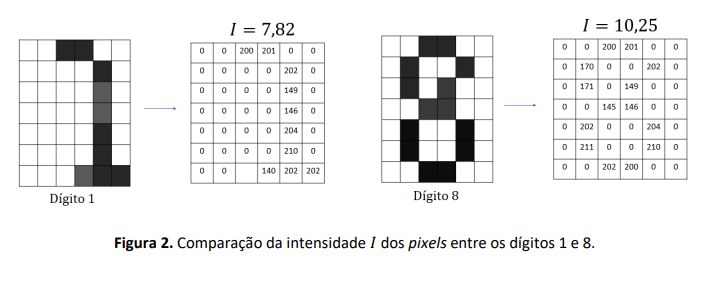 I = 7,82
0 0 200 201 0 0
0 0 0 0 202 0
0 0 0 0 149 0
0 0 0 0 146 0
0 0 0 0 204 0
0 0 0 0 210 0
0 0 140 202 202
Dígito 1
I = 10,25
0 0 200 201 0 0
0 170 0 0 202 0
0 171 0 149 0 0
0 0 145 146 0 0
0 202 0 0 204 0
0 211 0 0 210 0
0 0 202 200 0 0
Dígito 8
Figura 2. Comparação da intensidade I dos pixels entre os dígitos 1 e 8.